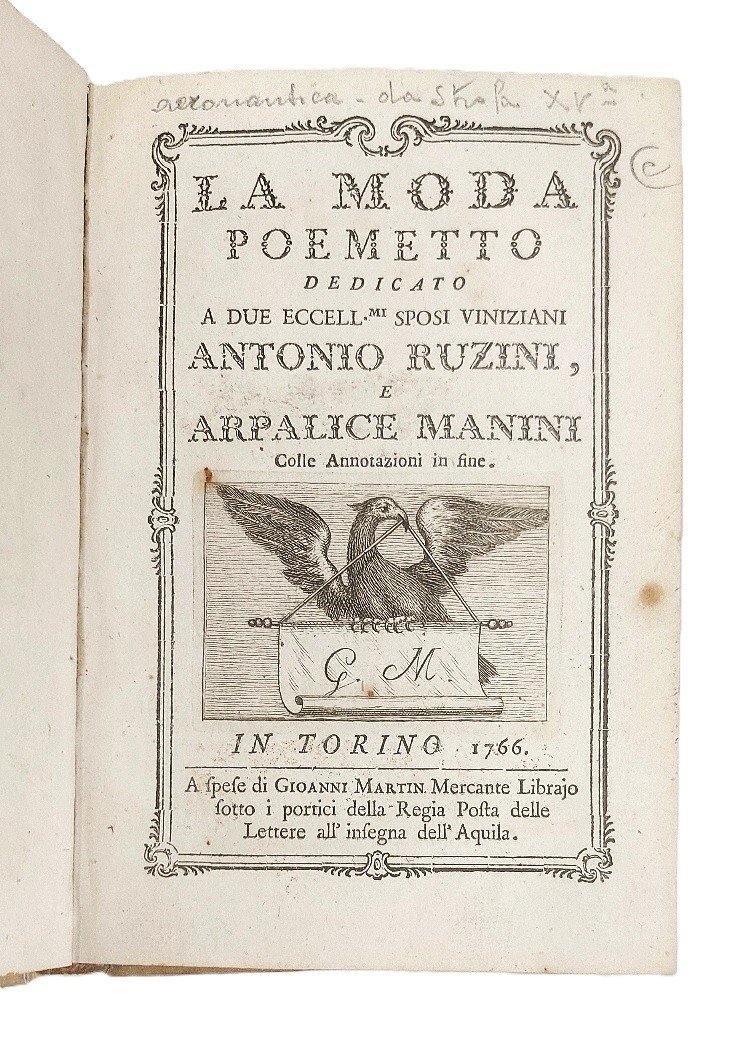 aeronautica - da Strofa XVª
LA MODA
POEMETTO
DEDICATO
A DUE ECCELL.MI SPOSI VINIZIANI
ANTONIO RUZINI,
E
ARPALICE MANINI
Colle Annotazioni in fine.
G. M.
IN TORINO 1766.
A ſpeſe di GIOANNI MARTIN Mercante Librajo
ſotto i portici della Regia Poſta delle
Lettere all' inſegna dell' Aquila.